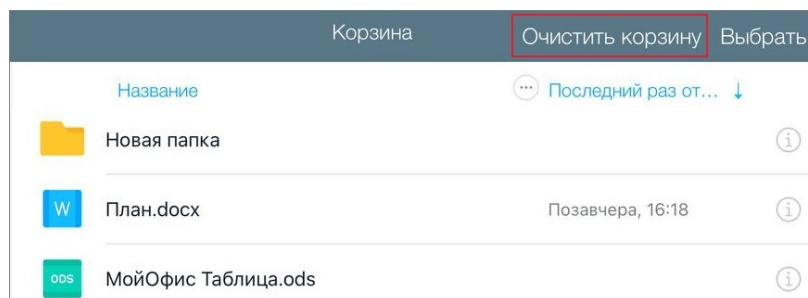 Корзина Очистить корзину Выбрать
Название Последний раз от... ↓
Новая папка
W План.docx Позавчера, 16:18
ODS МойОфис Таблица.ods